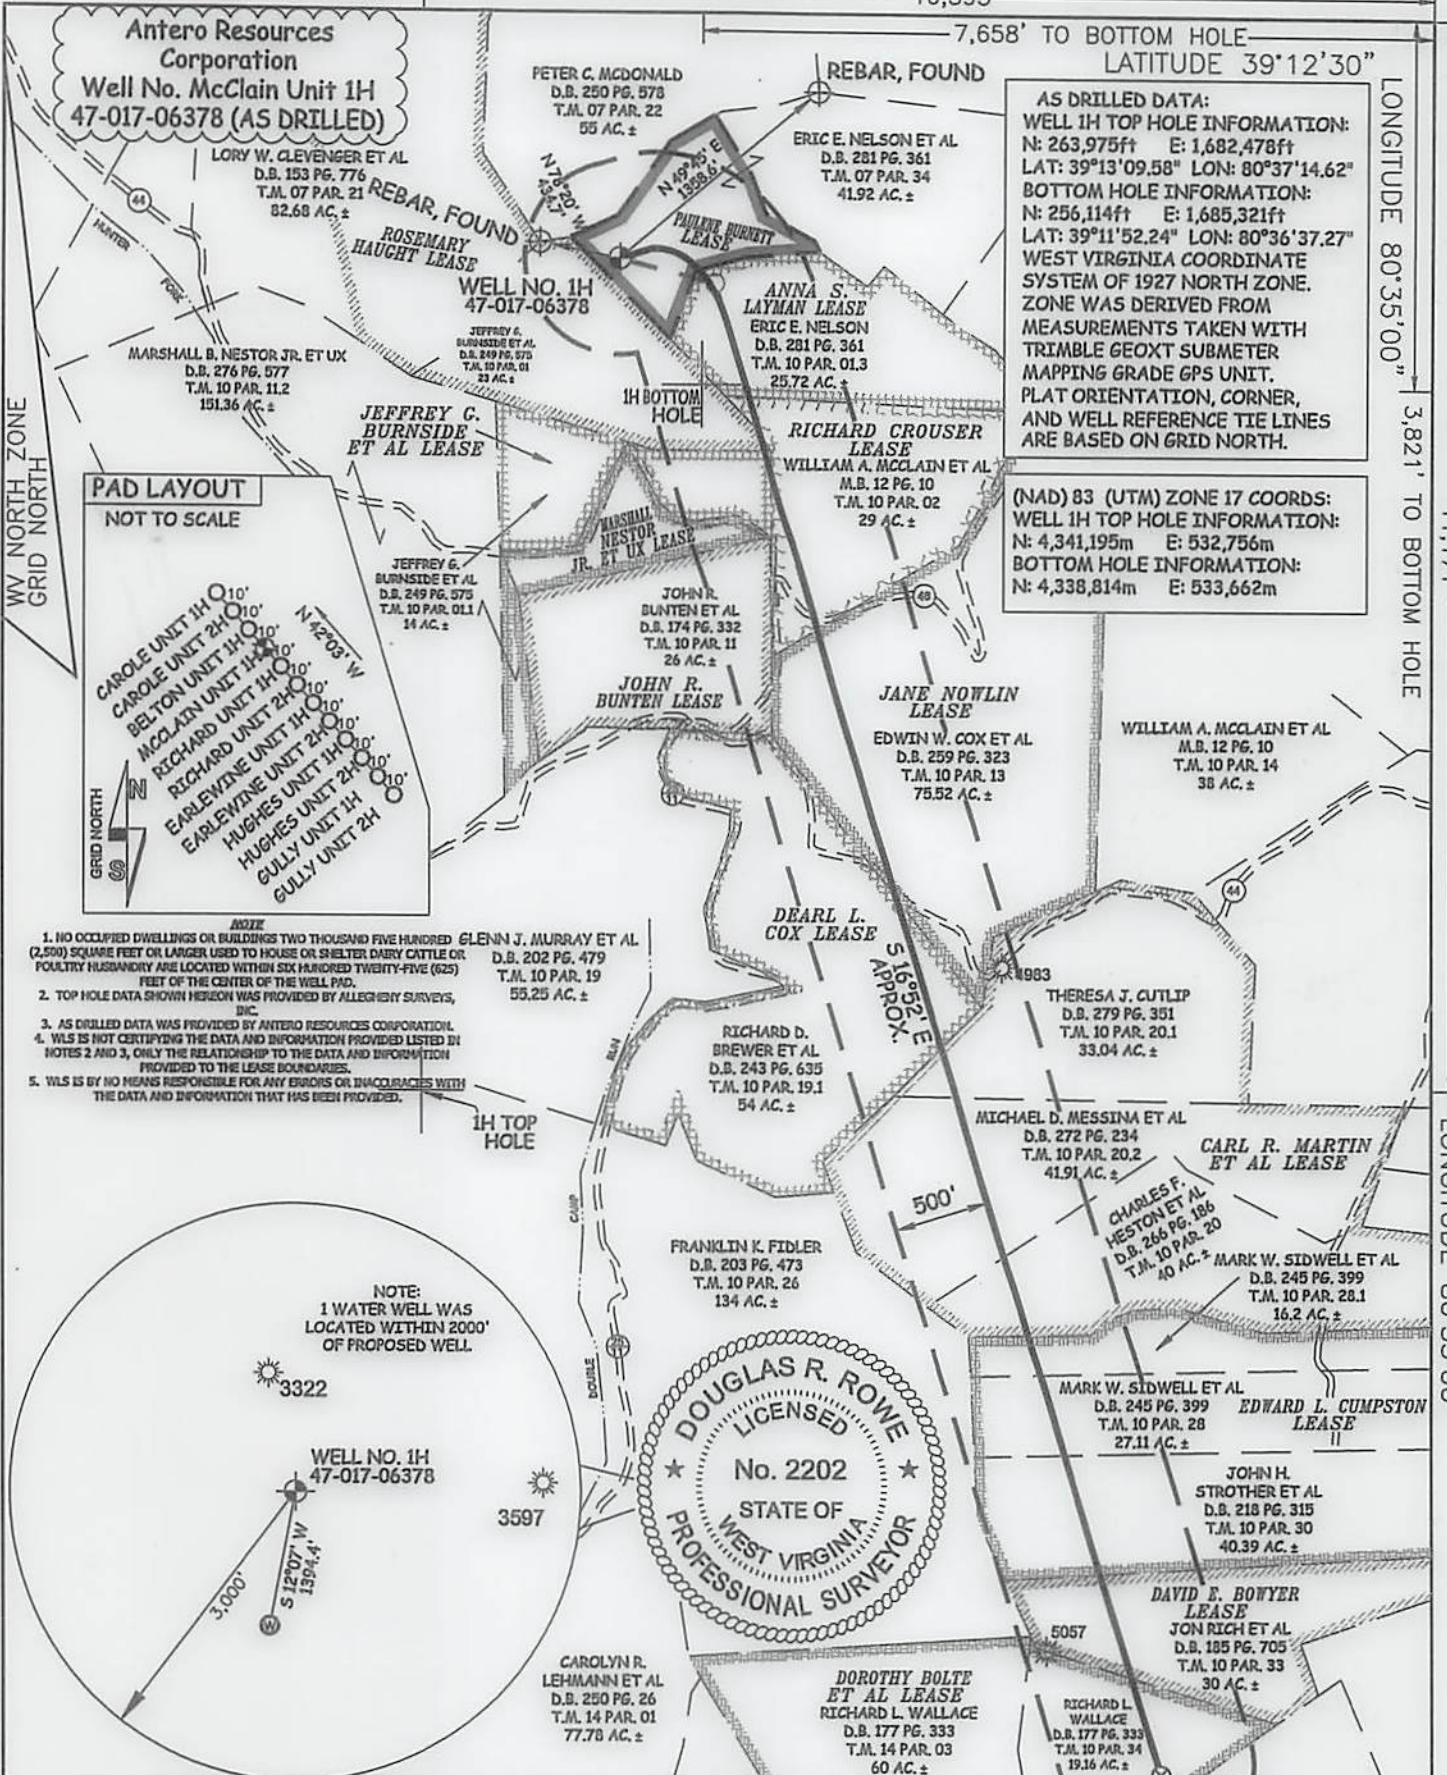 7,658' TO BOTTOM HOLE
LATITUDE 39°12'30"
LONGITUDE 80°35'00"
3,821' TO BOTTOM HOLE
Antero Resources
Corporation
Well No. McClain Unit 1H
47-017-06378 (AS DRILLED)
PETER C. MCDONALD
D.B. 250 PG. 578
T.M. 07 PAR. 22
55 AC. ±
REBAR, FOUND
ERIC E. NELSON ET AL
D.B. 281 PG. 361
T.M. 07 PAR. 34
41.92 AC. ±
AS DRILLED DATA:
WELL 1H TOP HOLE INFORMATION:
N: 263,975ft E: 1,682,478ft
LAT: 39°13'09.58" LON: 80°37'14.62"
BOTTOM HOLE INFORMATION:
N: 256,114ft E: 1,685,321ft
LAT: 39°11'52.24" LON: 80°36'37.27"
WEST VIRGINIA COORDINATE
SYSTEM OF 1927 NORTH ZONE.
ZONE WAS DERIVED FROM
MEASUREMENTS TAKEN WITH
TRIMBLE GEOXT SUBMETER
MAPPING GRADE GPS UNIT.
PLAT ORIENTATION, CORNER,
AND WELL REFERENCE TIE LINES
ARE BASED ON GRID NORTH.
(NAD) 83 (UTM) ZONE 17 COORDS:
WELL 1H TOP HOLE INFORMATION:
N: 4,341,195m E: 532,756m
BOTTOM HOLE INFORMATION:
N: 4,338,814m E: 533,662m
LORY W. CLEVENGER ET AL
D.B. 153 PG. 776
T.M. 07 PAR. 21
82.68 AC. ±
44
HUNTER
FORK
REBAR, FOUND
ROSEMARY
HAUGHT LEASE
N 78°20' W
434.7'
N 49°45' E
1358.6'
PAULENE BURNETT
LEASE
WELL NO. 1H
47-017-06378
JEFFREY G.
BURNSIDE ET AL
D.B. 249 PG. 575
T.M. 10 PAR. 01
23 AC. ±
ANNA S.
LAYMAN LEASE
ERIC E. NELSON
D.B. 281 PG. 361
T.M. 10 PAR. 01.3
25.72 AC. ±
MARSHALL B. NESTOR JR. ET UX
D.B. 276 PG. 577
T.M. 10 PAR. 11.2
151.36 AC. ±
1H BOTTOM
HOLE
JEFFREY G.
BURNSIDE
ET AL LEASE
RICHARD CROUSER
LEASE
WILLIAM A. MCCLAIN ET AL
M.B. 12 PG. 10
T.M. 10 PAR. 02
29 AC. ±
WV NORTH ZONE
GRID NORTH
PAD LAYOUT
NOT TO SCALE
CAROLE UNIT 1H
CAROLE UNIT 2H
BELTON UNIT 1H
MCCLAIN UNIT 1H
RICHARD UNIT 1H
RICHARD UNIT 2H
EARLEWINE UNIT 1H
EARLEWINE UNIT 2H
HUGHES UNIT 1H
HUGHES UNIT 2H
GULLY UNIT 1H
GULLY UNIT 2H
10'
10'
10'
10'
10'
10'
10'
10'
10'
10'
10'
N 42°03' W
GRID NORTH
N
S
MARSHALL
NESTOR
JR. ET UX LEASE
JEFFREY G.
BURNSIDE ET AL
D.B. 249 PG. 575
T.M. 10 PAR. 01.1
14 AC. ±
JOHN R.
BUNTEN ET AL
D.B. 174 PG. 332
T.M. 10 PAR. 11
26 AC. ±
JOHN R.
BUNTEN LEASE
48
JANE NOWLIN
LEASE
EDWIN W. COX ET AL
D.B. 259 PG. 323
T.M. 10 PAR. 13
75.52 AC. ±
WILLIAM A. MCCLAIN ET AL
M.B. 12 PG. 10
T.M. 10 PAR. 14
38 AC. ±
44
NOTE
1. NO OCCUPIED DWELLINGS OR BUILDINGS TWO THOUSAND FIVE HUNDRED
(2,500) SQUARE FEET OR LARGER USED TO HOUSE OR SHELTER DAIRY CATTLE OR
POULTRY HUSBANDRY ARE LOCATED WITHIN SIX HUNDRED TWENTY-FIVE (625)
FEET OF THE CENTER OF THE WELL PAD.
2. TOP HOLE DATA SHOWN HEREON WAS PROVIDED BY ALLEGHENY SURVEYS,
INC.
3. AS DRILLED DATA WAS PROVIDED BY ANTERO RESOURCES CORPORATION.
4. WLS IS NOT CERTIFYING THE DATA AND INFORMATION PROVIDED LISTED IN
NOTES 2 AND 3, ONLY THE RELATIONSHIP TO THE DATA AND INFORMATION
PROVIDED TO THE LEASE BOUNDARIES.
5. WLS IS BY NO MEANS RESPONSIBLE FOR ANY ERRORS OR INACCURACIES WITH
THE DATA AND INFORMATION THAT HAS BEEN PROVIDED.
GLENN J. MURRAY ET AL
D.B. 202 PG. 479
T.M. 10 PAR. 19
55.25 AC. ±
DEARL L.
COX LEASE
S 16°52' E
APPROX.
4983
THERESA J. CUTLIP
D.B. 279 PG. 351
T.M. 10 PAR. 20.1
33.04 AC. ±
RICHARD D.
BREWER ET AL
D.B. 243 PG. 635
T.M. 10 PAR. 19.1
54 AC. ±
1H TOP
HOLE
RUN
CAMP
DOUBLE
MICHAEL D. MESSINA ET AL
D.B. 272 PG. 234
T.M. 10 PAR. 20.2
41.91 AC. ±
CARL R. MARTIN
ET AL LEASE
500'
CHARLES F.
HESTON ET AL
D.B. 266 PG. 186
T.M. 10 PAR. 20
40 AC. ±
FRANKLIN K. FIDLER
D.B. 203 PG. 473
T.M. 10 PAR. 26
134 AC. ±
MARK W. SIDWELL ET AL
D.B. 245 PG. 399
T.M. 10 PAR. 28.1
16.2 AC. ±
NOTE:
1 WATER WELL WAS
LOCATED WITHIN 2000'
OF PROPOSED WELL.
3322
WELL NO. 1H
47-017-06378
3597
3,000'
S 12°07' W
1394.4'
W
DOUGLAS R. ROWE
LICENSED
No. 2202
STATE OF
WEST VIRGINIA
PROFESSIONAL SURVEYOR
MARK W. SIDWELL ET AL
D.B. 245 PG. 399
T.M. 10 PAR. 28
27.11 AC. ±
EDWARD L. CUMPSTON
LEASE
JOHN H.
STROTHER ET AL
D.B. 218 PG. 315
T.M. 10 PAR. 30
40.39 AC. ±
DAVID E. BOWYER
LEASE
JON RICH ET AL
D.B. 185 PG. 705
T.M. 10 PAR. 33
30 AC. ±
5057
CAROLYN R.
LEHMANN ET AL
D.B. 250 PG. 26
T.M. 14 PAR. 01
77.78 AC. ±
DOROTHY BOLTE
ET AL LEASE
RICHARD L. WALLACE
D.B. 177 PG. 333
T.M. 14 PAR. 03
60 AC. ±
RICHARD L.
WALLACE
D.B. 177 PG. 333
T.M. 10 PAR. 34
19.16 AC. ±